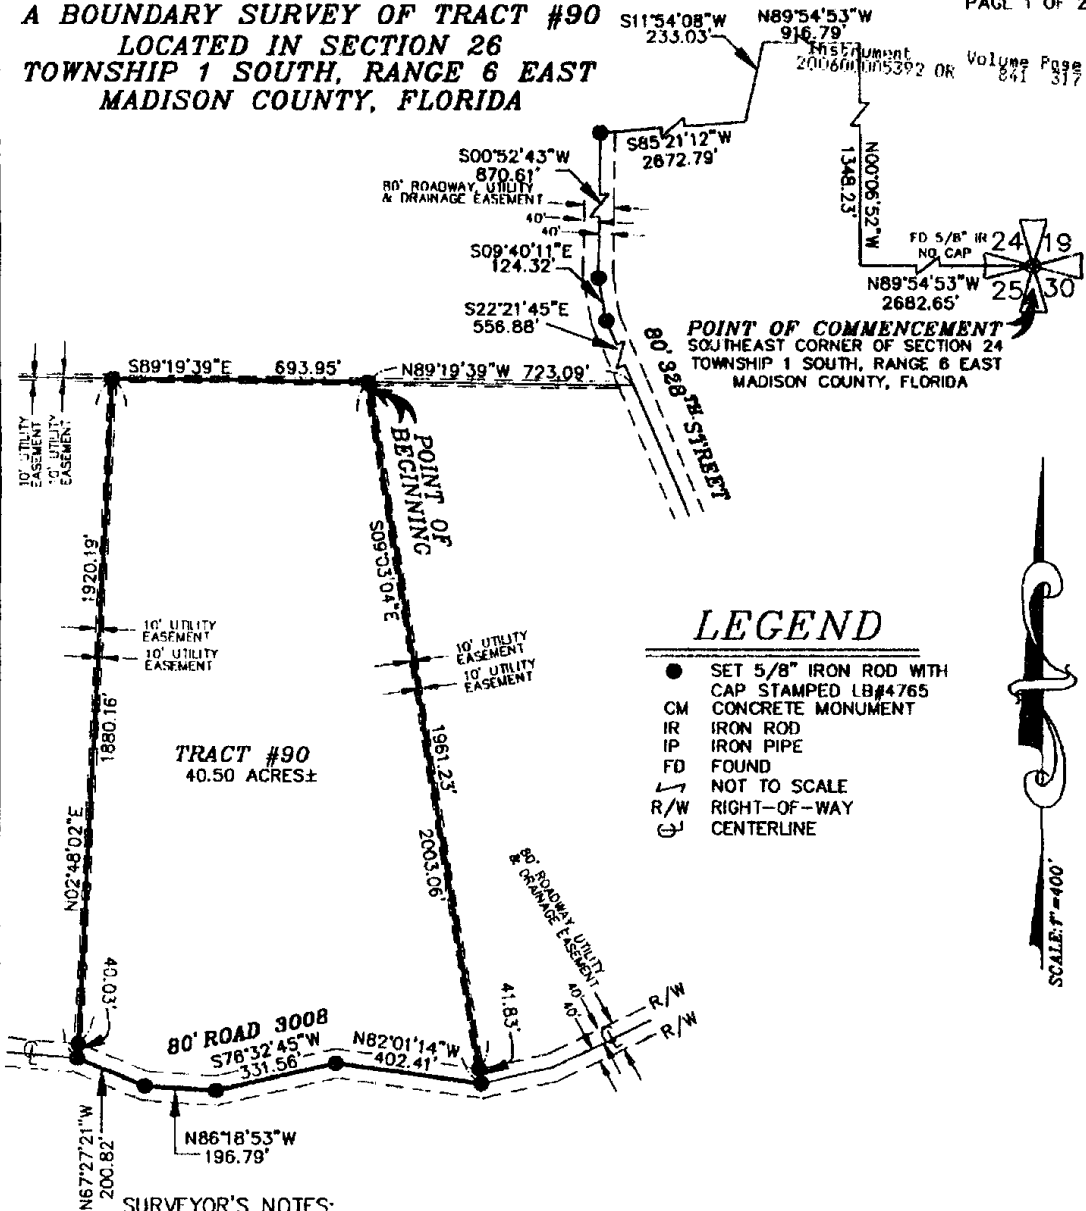 PAGE 1 OF 2
A BOUNDARY SURVEY OF TRACT #90
LOCATED IN SECTION 26
TOWNSHIP 1 SOUTH, RANGE 6 EAST
MADISON COUNTY, FLORIDA
S11°54'08"W
233.03'
N89°54'53"W
916.79'
Instrument
200600005392 OR
Volume Page
841 317
S85°21'12"W
2672.79'
N00°06'52"W
1348.23'
S00°52'43"W
870.61'
80' ROADWAY, UTILITY
& DRAINAGE EASEMENT
40'
40'
S09°40'11"E
124.32'
S22°21'45"E
556.88'
FD 5/8" IR
NO CAP
24 19
25 30
N89°54'53"W
2682.65'
POINT OF COMMENCEMENT
SOUTHEAST CORNER OF SECTION 24
TOWNSHIP 1 SOUTH, RANGE 6 EAST
MADISON COUNTY, FLORIDA
80' 328TH STREET
S89°19'39"E 693.95'
N89°19'39"W 723.09'
10' UTILITY
EASEMENT
10' UTILITY
EASEMENT
POINT OF
BEGINNING
S09°03'04"E
1920.19'
10' UTILITY
EASEMENT
10' UTILITY
EASEMENT
10' UTILITY
EASEMENT
10' UTILITY
EASEMENT
1880.16'
1961.23'
TRACT #90
40.50 ACRES±
2003.06'
N02°48'02"E
LEGEND
SET 5/8" IRON ROD WITH
CAP STAMPED LB#4765
CM CONCRETE MONUMENT
IR IRON ROD
IP IRON PIPE
FD FOUND
NOT TO SCALE
R/W RIGHT-OF-WAY
CENTERLINE
SCALE:1"=400'
80' ROADWAY, UTILITY
& DRAINAGE EASEMENT
40'
40'
R/W
R/W
40.03'
41.83'
80' ROAD 3008
S78°32'45"W
331.56'
N82°01'14"W
402.41'
N86°18'53"W
196.79'
N67°27'21"W
200.82'
SURVEYOR'S NOTES: